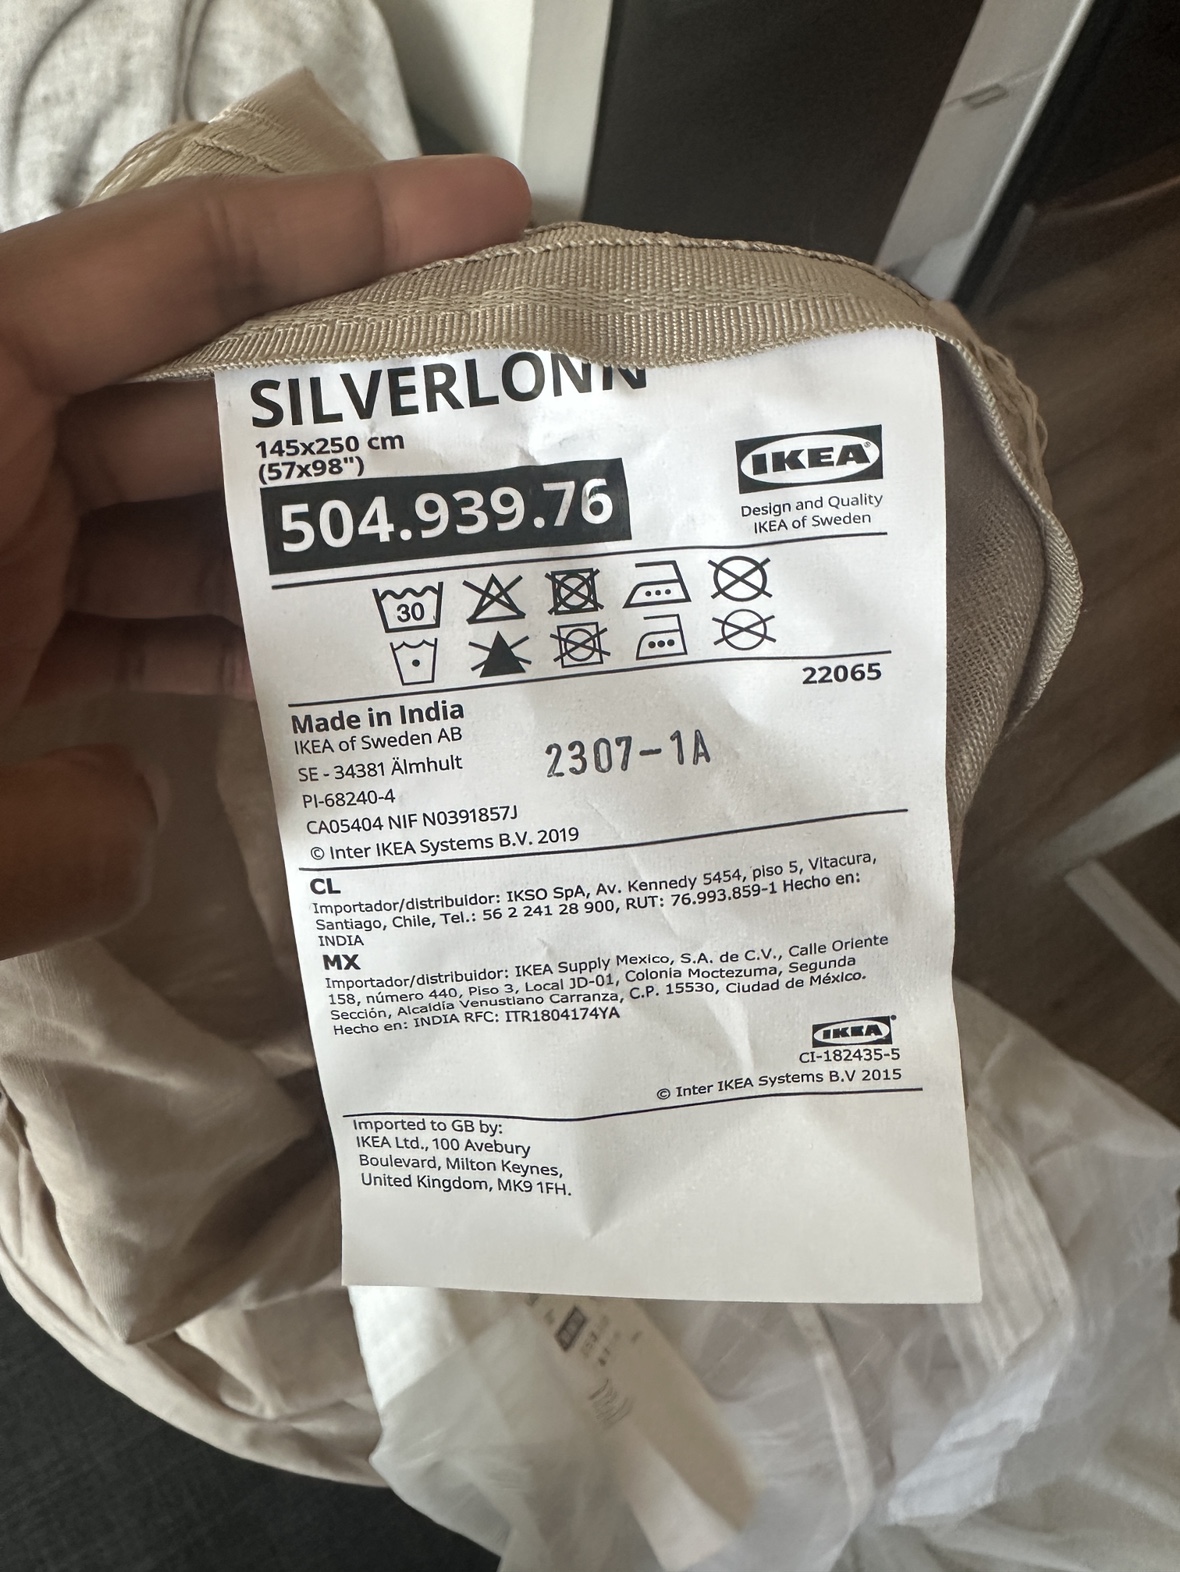 SILVERLONN
145x250 cm
(57x98")
504.939.76
IKEA®
Design and Quality
IKEA of Sweden
30
22065
Made in India
IKEA of Sweden AB
SE - 34381 Älmhult
PI-68240-4
CA05404 NIF N0391857J
© Inter IKEA Systems B.V. 2019
2307-1A
CL
Importador/distribuidor: IKSO SpA, Av. Kennedy 5454, piso 5, Vitacura,
Santiago, Chile, Tel.: 56 2 241 28 900, RUT: 76.993.859-1 Hecho en:
INDIA
MX
Importador/distribuidor: IKEA Supply Mexico, S.A. de C.V., Calle Oriente
158, número 440, Piso 3, Local JD-01, Colonia Moctezuma, Segunda
Sección, Alcaldía Venustiano Carranza, C.P. 15530, Ciudad de México.
Hecho en: INDIA RFC: ITR1804174YA
IKEA®
CI-182435-5
© Inter IKEA Systems B.V 2015
Imported to GB by:
IKEA Ltd., 100 Avebury
Boulevard, Milton Keynes,
United Kingdom, MK9 1FH.